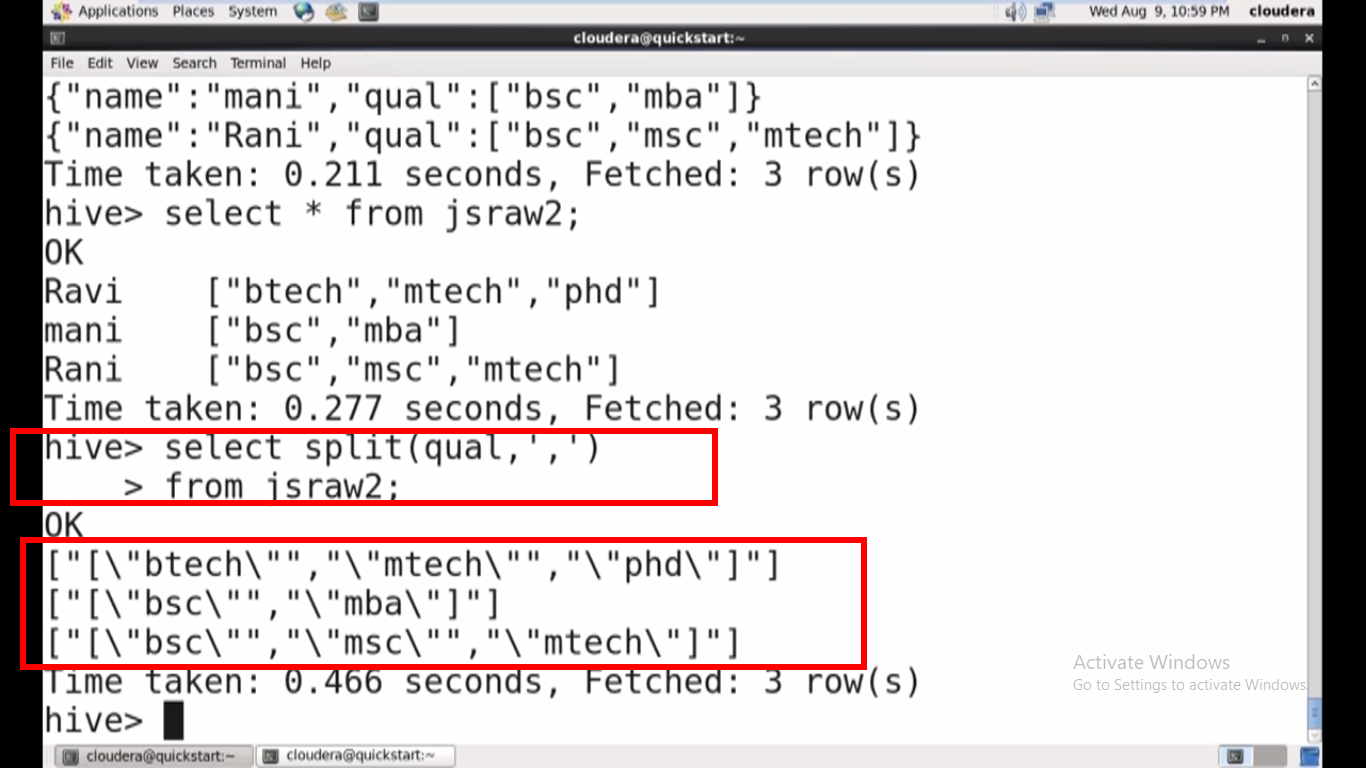 Applications Places System Wed Aug 9, 10:59 PM cloudera
cloudera@quickstart:~
File Edit View Search Terminal Help
{"name":"mani","qual":["bsc","mba"]}
{"name":"Rani","qual":["bsc","msc","mtech"]}
Time taken: 0.211 seconds, Fetched: 3 row(s)
hive> select * from jsraw2;
OK
Ravi ["btech","mtech","phd"]
mani ["bsc","mba"]
Rani ["bsc","msc","mtech"]
Time taken: 0.277 seconds, Fetched: 3 row(s)
hive> select split(qual,',')
> from jsraw2;
OK
["[\"btech\"","\"mtech\"","\"phd\"]"]
["[\"bsc\"","\"mba\"]"]
["[\"bsc\"","\"msc\"","\"mtech\"]"]
Time taken: 0.466 seconds, Fetched: 3 row(s)
hive>
Activate Windows
Go to Settings to activate Windows.
cloudera@quickstart:~ cloudera@quickstart:~